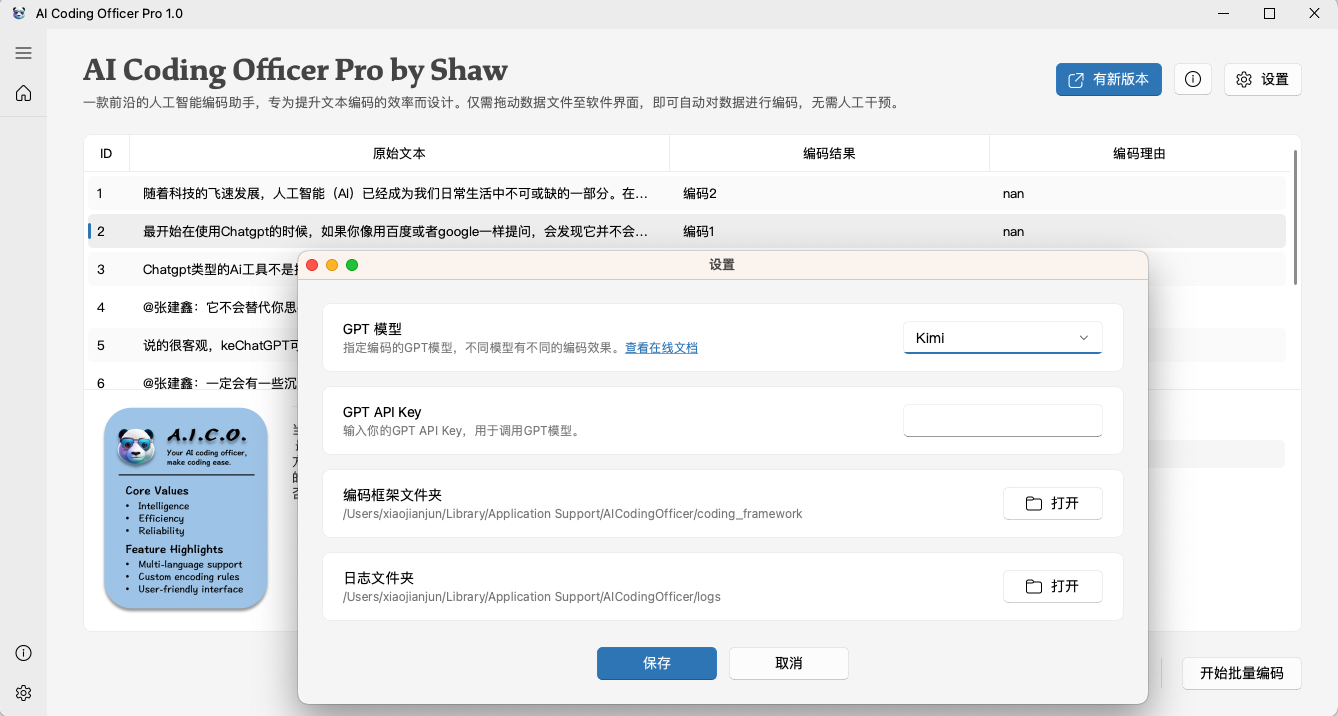 AI Coding Officer Pro 1.0
AI Coding Officer Pro by Shaw
一款前沿的人工智能编码助手，专为提升文本编码的效率而设计。仅需拖动数据文件至软件界面，即可自动对数据进行编码，无需人工干预。
有新版本
设置
ID 原始文本 编码结果 编码理由
1 随着科技的飞速发展，人工智能（AI）已经成为我们日常生活中不可或缺的一部分。在... 编码2 nan
2 最开始在使用Chatgpt的时候，如果你像用百度或者google一样提问，会发现它并不会... 编码1 nan
3 Chatgpt类型的Ai工具不是
4 @张建鑫：它不会替代你思
5 说的很客观，keChatGPT可
6 @张建鑫：一定会有一些沉
设置
GPT 模型
指定编码的GPT模型，不同模型有不同的编码效果。查看在线文档
Kimi
GPT API Key
输入你的GPT API Key，用于调用GPT模型。
编码框架文件夹
/Users/xiaojianjun/Library/Application Support/AICodingOfficer/coding_framework
打开
日志文件夹
/Users/xiaojianjun/Library/Application Support/AICodingOfficer/logs
打开
保存
取消
A.I.C.O.
Your AI coding officer,
make coding ease.
Core Values
• Intelligence
• Efficiency
• Reliability
Feature Highlights
• Multi-language support
• Custom encoding rules
• User-friendly interface
开始批量编码